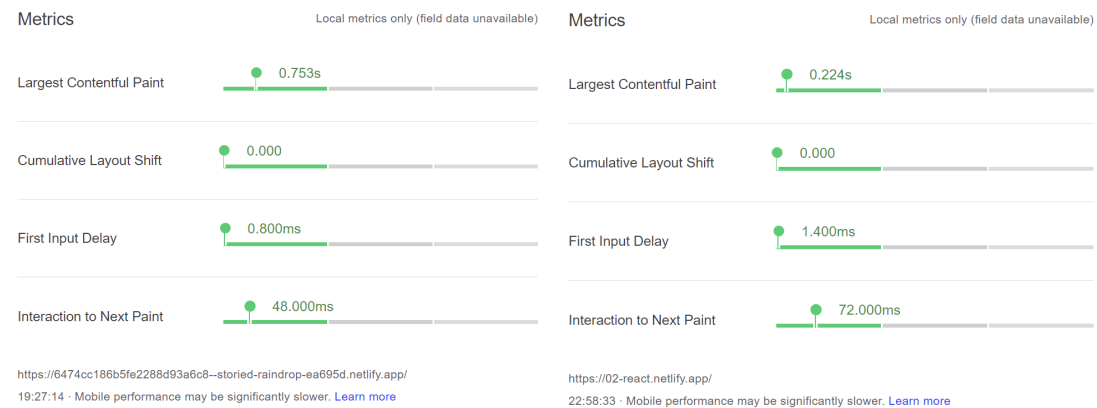 Metrics
Local metrics only (field data unavailable)
Largest Contentful Paint
0.753s
Cumulative Layout Shift
0.000
First Input Delay
0.800ms
Interaction to Next Paint
48.000ms
https://6474cc186b5fe2288d93a6c8--storied-raindrop-ea695d.netlify.app/
19:27:14 · Mobile performance may be significantly slower. Learn more
Metrics
Local metrics only (field data unavailable)
Largest Contentful Paint
0.224s
Cumulative Layout Shift
0.000
First Input Delay
1.400ms
Interaction to Next Paint
72.000ms
https://02-react.netlify.app/
22:58:33 · Mobile performance may be significantly slower. Learn more